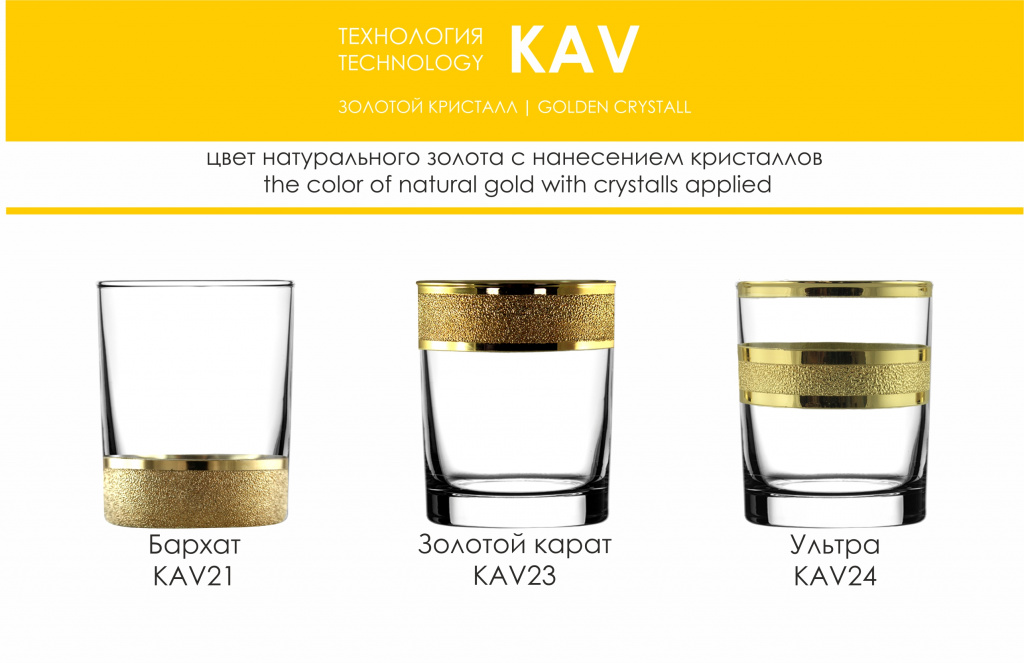 ТЕХНОЛОГИЯ
TECHNOLOGY
KAV
ЗОЛОТОЙ КРИСТАЛЛ | GOLDEN CRYSTALL
цвет натурального золота с нанесением кристаллов
the color of natural gold with crystalls applied
Бархат
KAV21
Золотой карат
KAV23
Ультра
KAV24